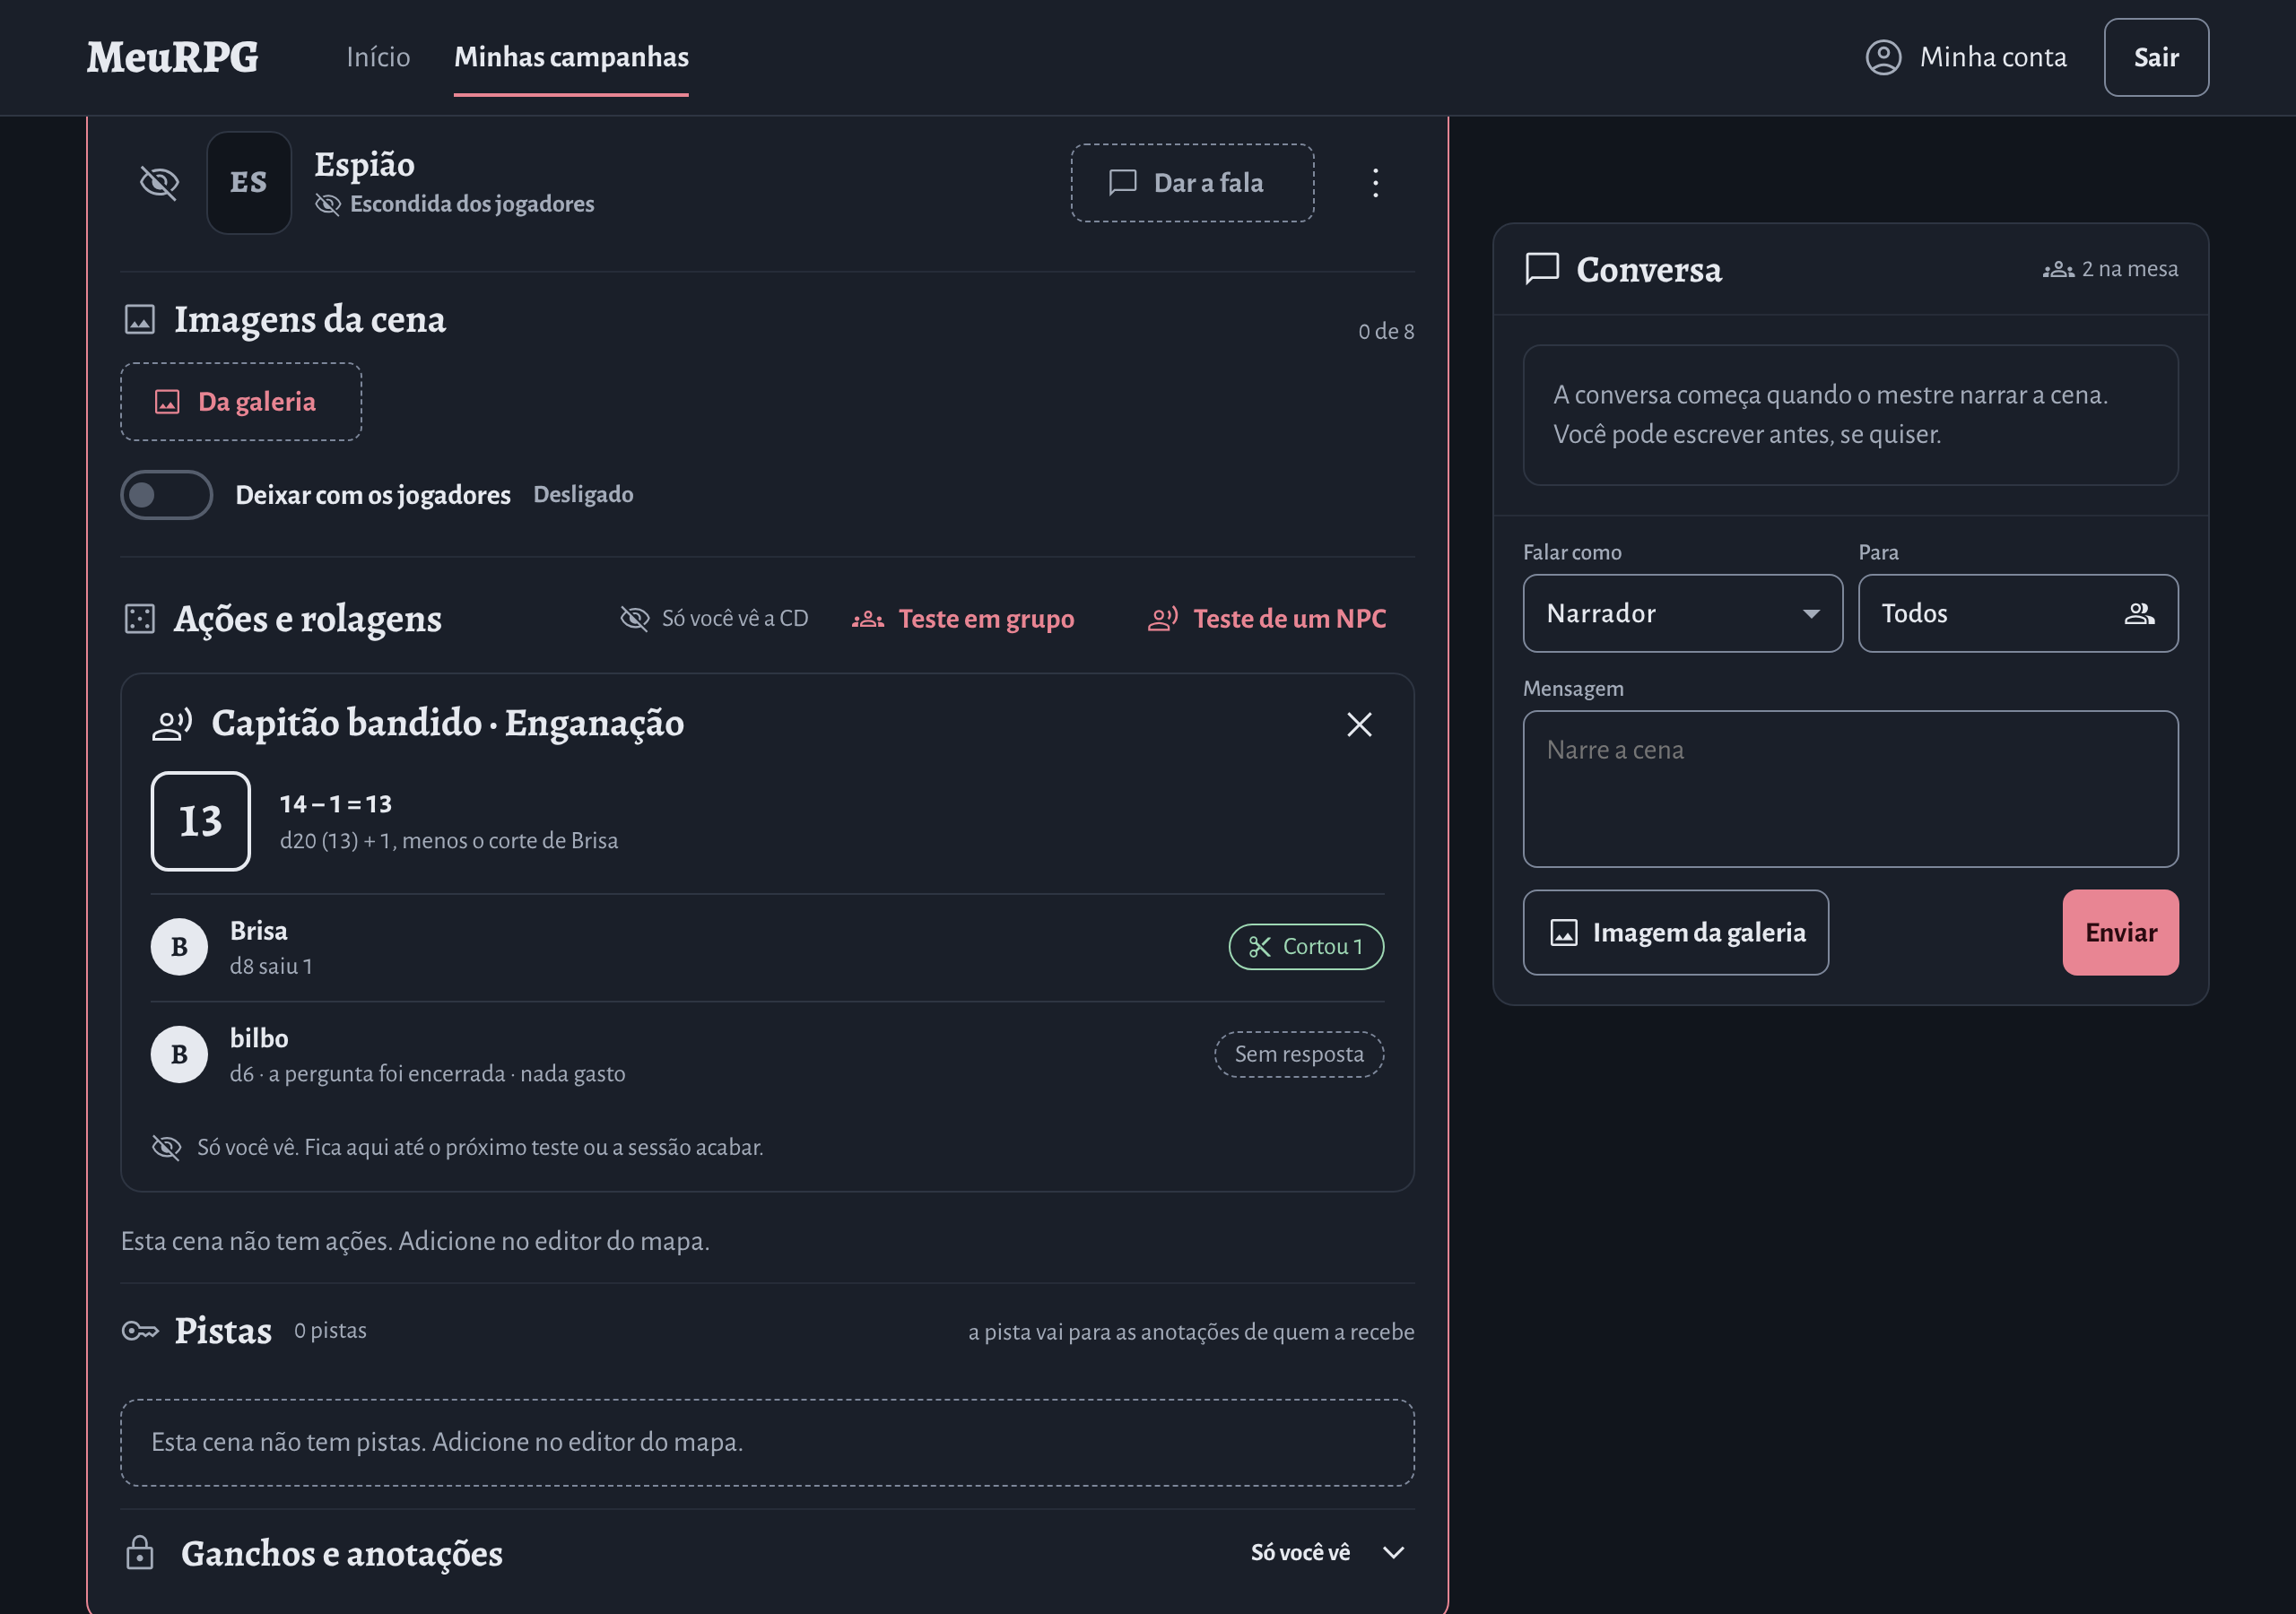 MeuRPG
Início
Minhas campanhas
Minha conta
Sair
ES
Espião
Escondida dos jogadores
Dar a fala
Imagens da cena
0 de 8
Da galeria
Deixar com os jogadores
Desligado
Ações e rolagens
Só você vê a CD
Teste em grupo
Teste de um NPC
Capitão bandido · Enganação
13
14 – 1 = 13
d20 (13) + 1, menos o corte de Brisa
B
Brisa
d8 saiu 1
Cortou 1
B
bilbo
d6 · a pergunta foi encerrada · nada gasto
Sem resposta
Só você vê. Fica aqui até o próximo teste ou a sessão acabar.
Esta cena não tem ações. Adicione no editor do mapa.
Pistas
0 pistas
a pista vai para as anotações de quem a recebe
Esta cena não tem pistas. Adicione no editor do mapa.
Ganchos e anotações
Só você vê
Conversa
2 na mesa
A conversa começa quando o mestre narrar a cena.
Você pode escrever antes, se quiser.
Falar como
Para
Narrador
Todos
Mensagem
Narre a cena
Imagem da galeria
Enviar